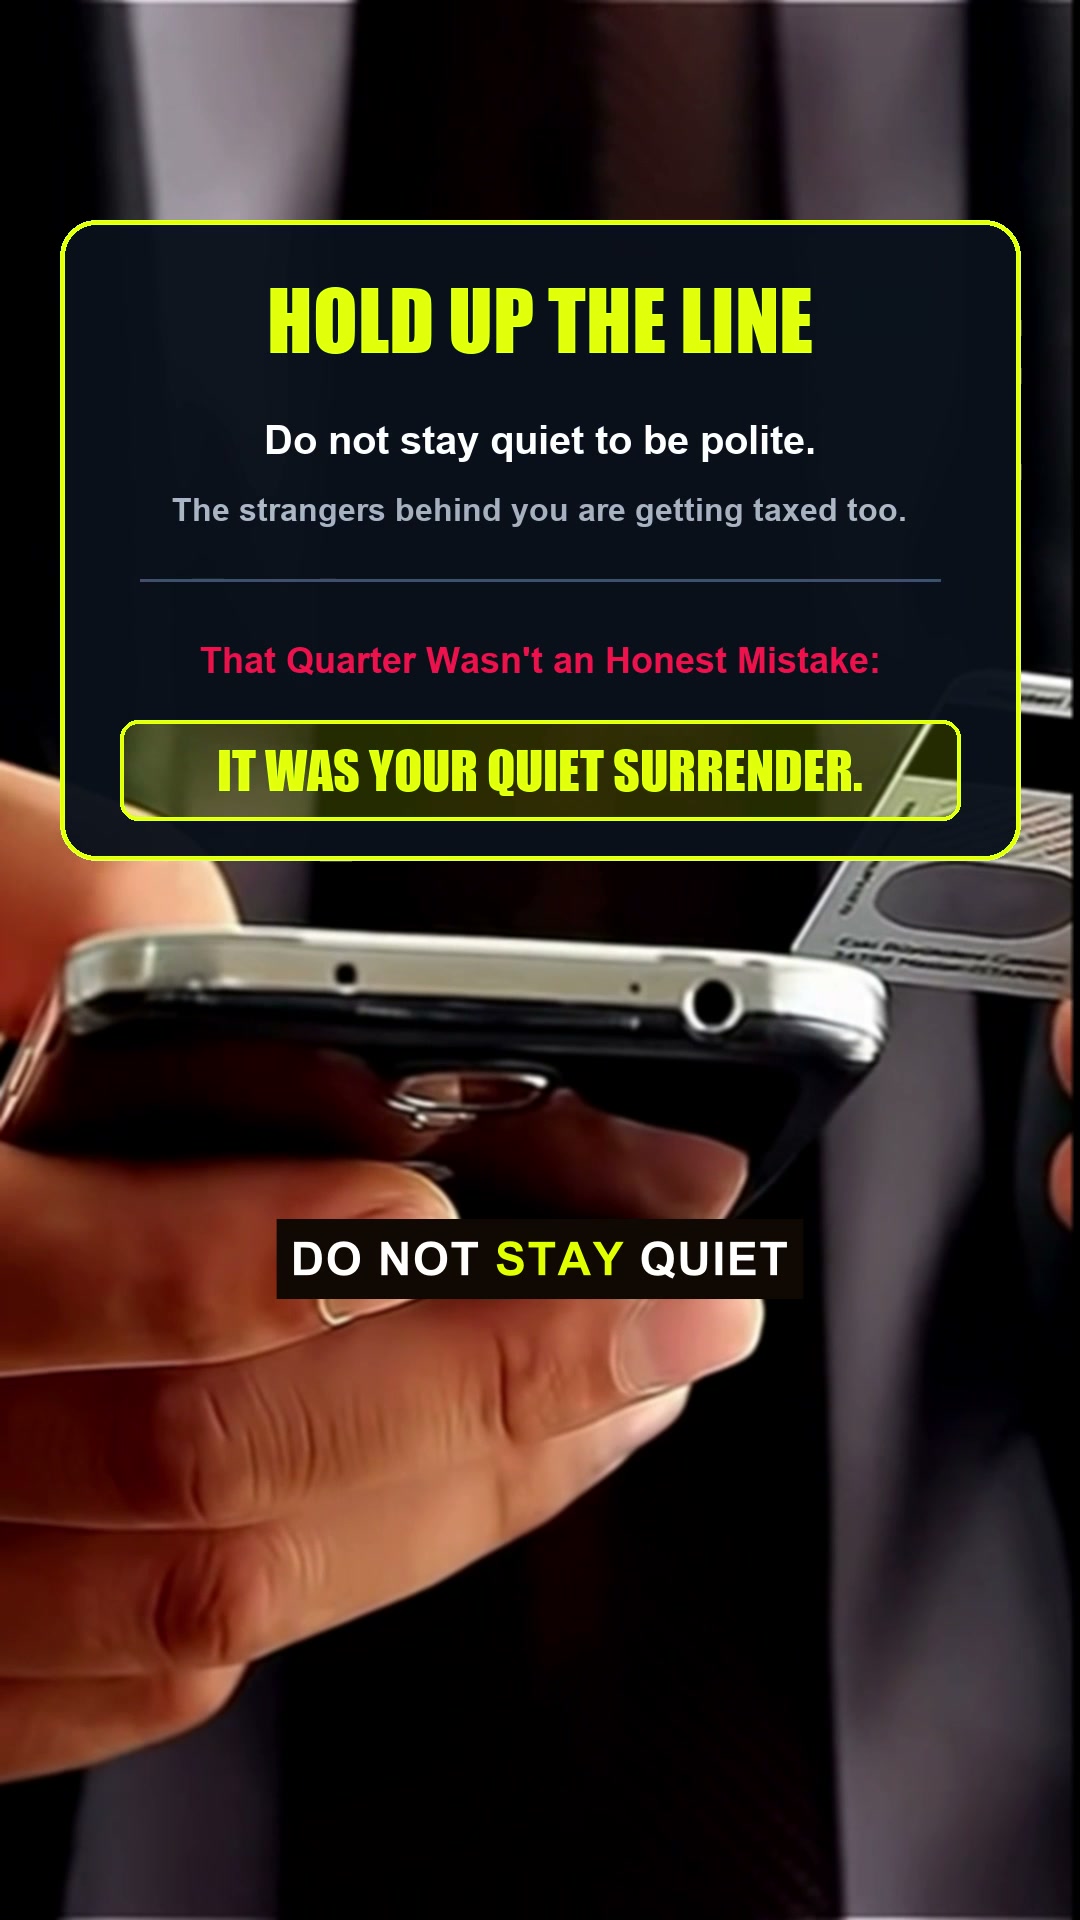 HOLD UP THE LINE
Do not stay quiet to be polite.
The strangers behind you are getting taxed too.
That Quarter Wasn't an Honest Mistake:
IT WAS YOUR QUIET SURRENDER.
DO NOT STAY QUIET